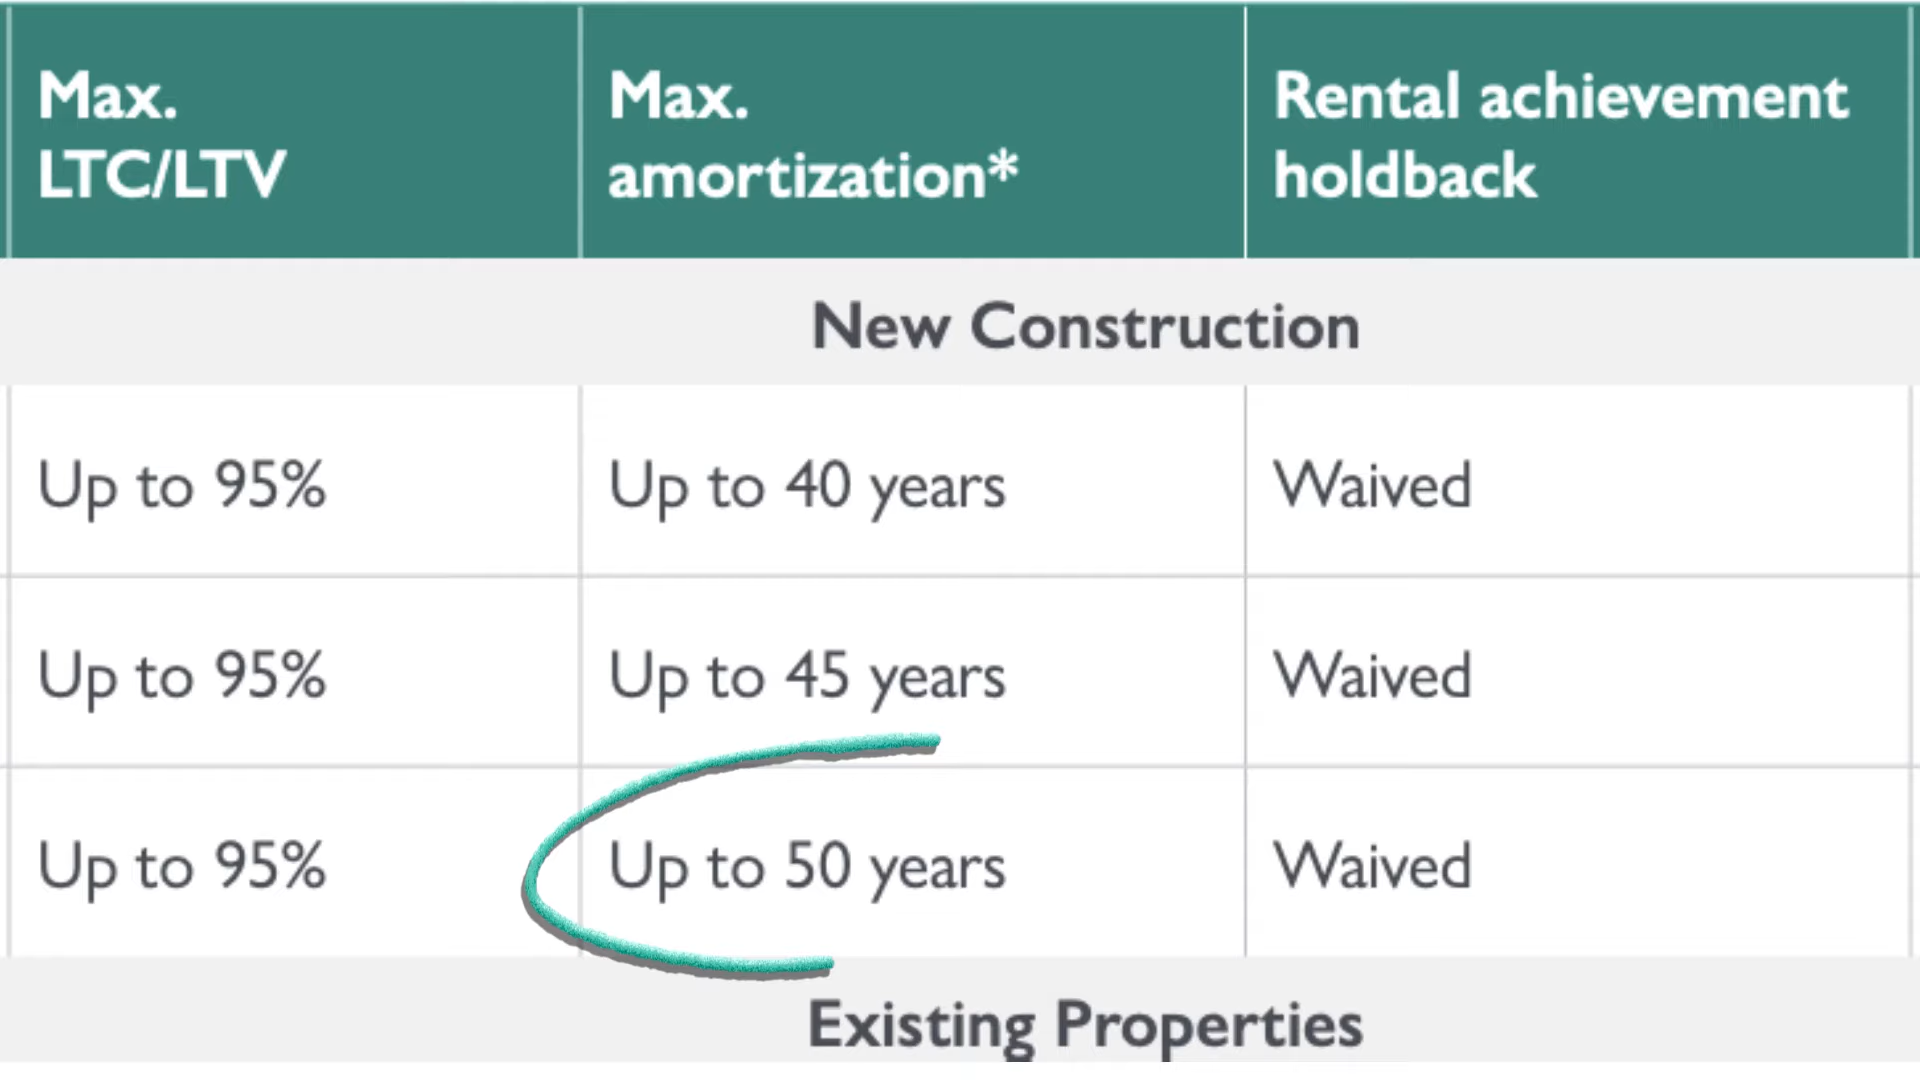 Max.
LTC/LTV
Max.
amortization*
Rental achievement
holdback
New Construction
Up to 95%
Up to 40 years
Waived
Up to 95%
Up to 45 years
Waived
Up to 95%
Up to 50 years
Waived
Existing Properties